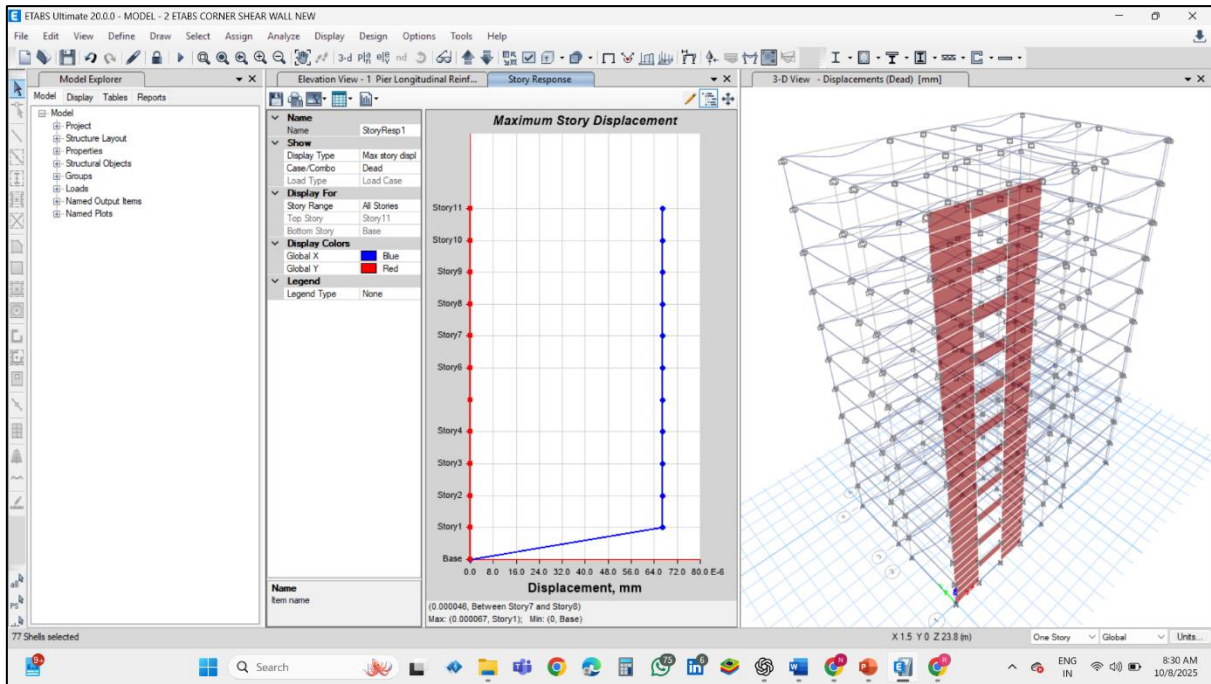 ETABS Ultimate 20.0.0 - MODEL - 2 ETABS CORNER SHEAR WALL NEW
File Edit View Define Draw Select Assign Analyze Display Design Options Tools Help
3-d
nd
Model Explorer
Model Display Tables Reports
Model
Project
Structure Layout
Properties
Structural Objects
Groups
Loads
Named Output Items
Named Plots
all
PS
Elevation View - 1 Pier Longitudinal Reinf...
Story Response
Name
Name StoryResp1
Show
Display Type Max story displ
Case/Combo Dead
Load Type Load Case
Display For
Story Range All Stories
Top Story Story11
Bottom Story Base
Display Colors
Global X Blue
Global Y Red
Legend
Legend Type None
Name
Item name
Maximum Story Displacement
Story11
Story10
Story9
Story8
Story7
Story6
Story4
Story3
Story2
Story1
Base
0.0 8.0 16.0 24.0 32.0 40.0 48.0 56.0 64.0 72.0 80.0 E-6
Displacement, mm
(0.000046, Between Story7 and Story8)
Max: (0.000067, Story1); Min: (0, Base)
3-D View - Displacements (Dead) [mm]
77 Shells selected
X 1.5 Y 0 Z 23.8 (m)
One Story
Global
Units...
9+
Search
75
6
ENG
IN
8:30 AM
10/8/2025